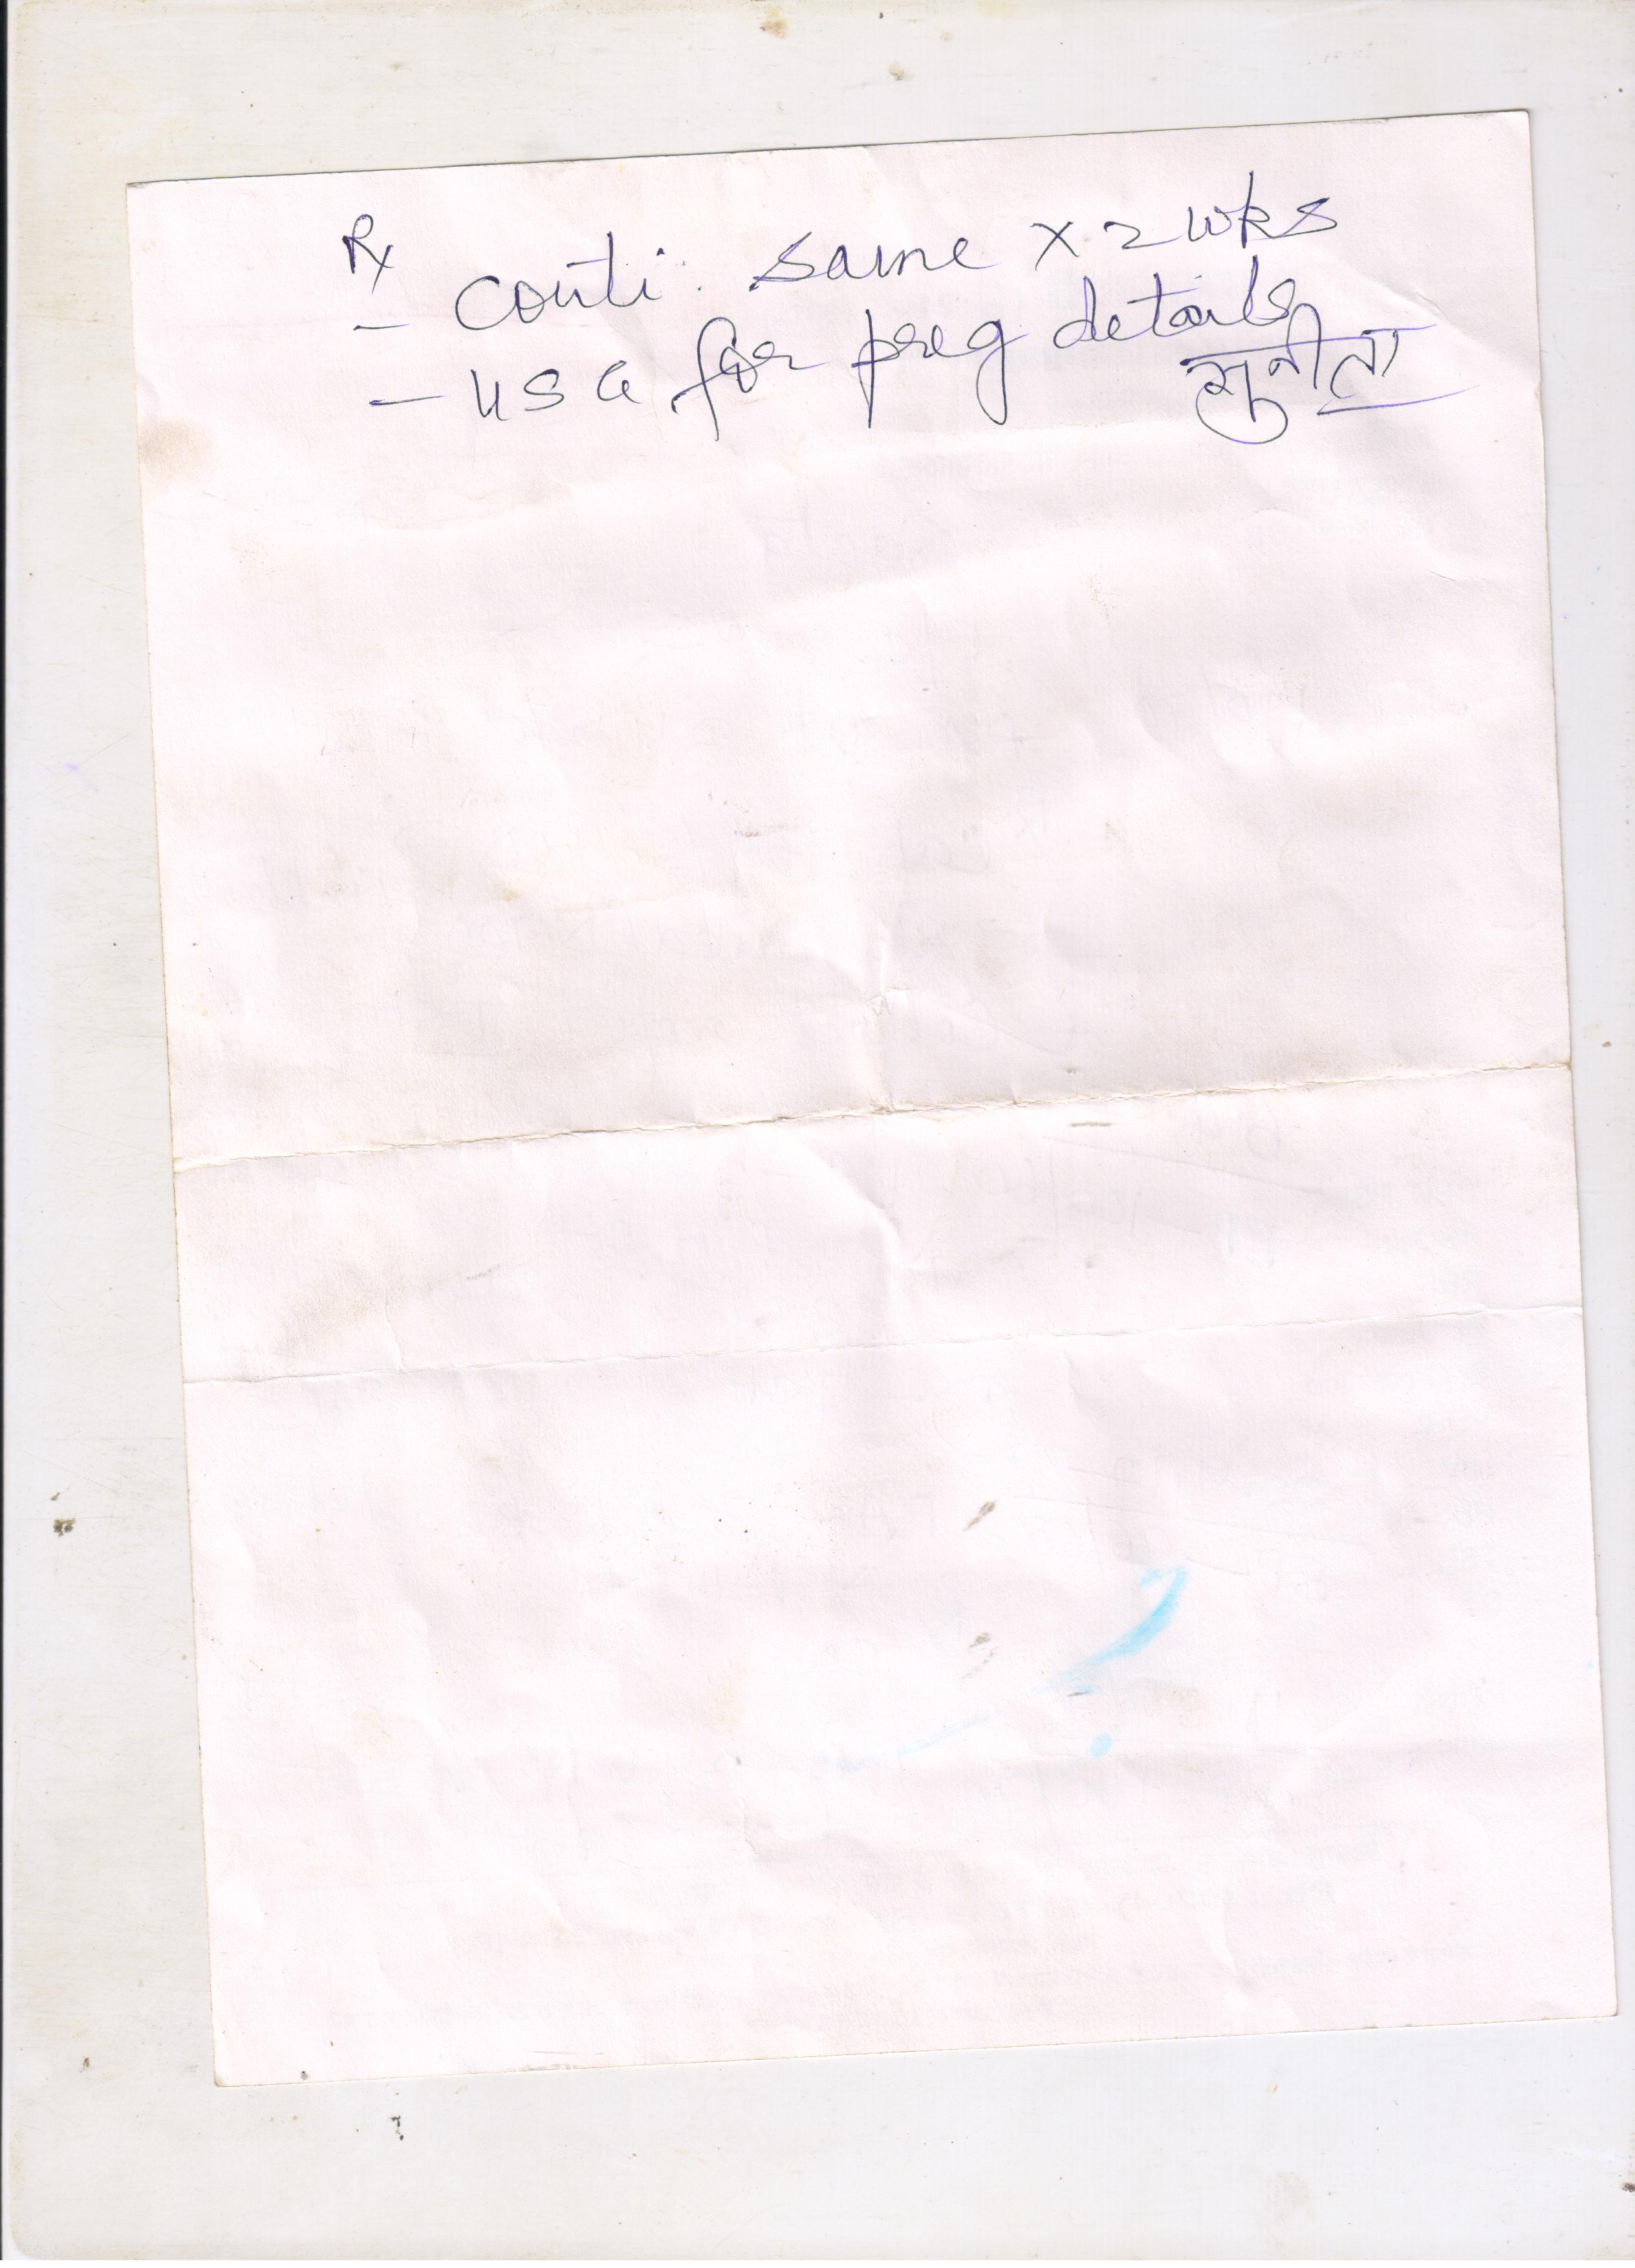 Rx
- conti. same x 2 wks
- USG for preg details
सुनीता